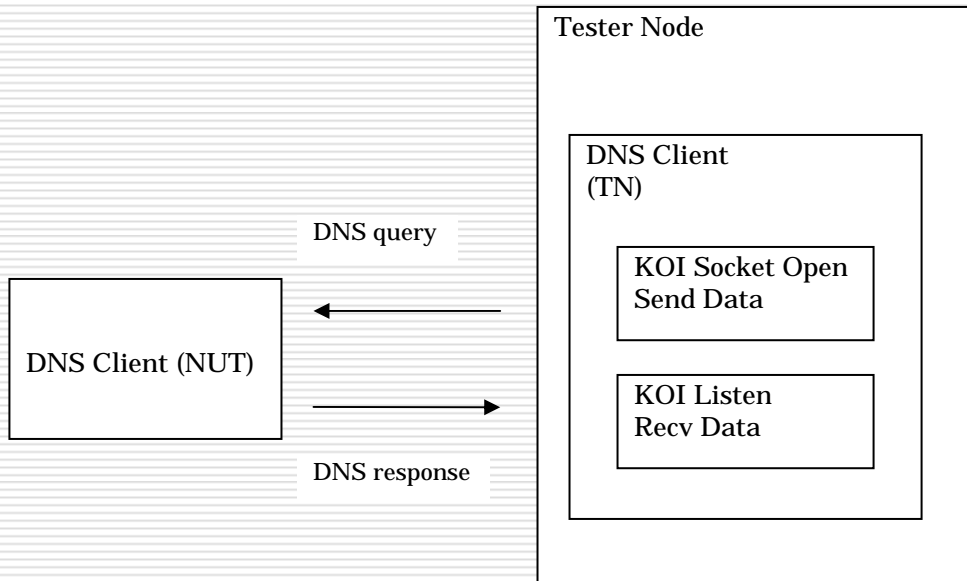 Tester Node
DNS Client
(TN)
DNS query
KOI Socket Open
Send Data
DNS Client (NUT)
KOI Listen
Recv Data
DNS response